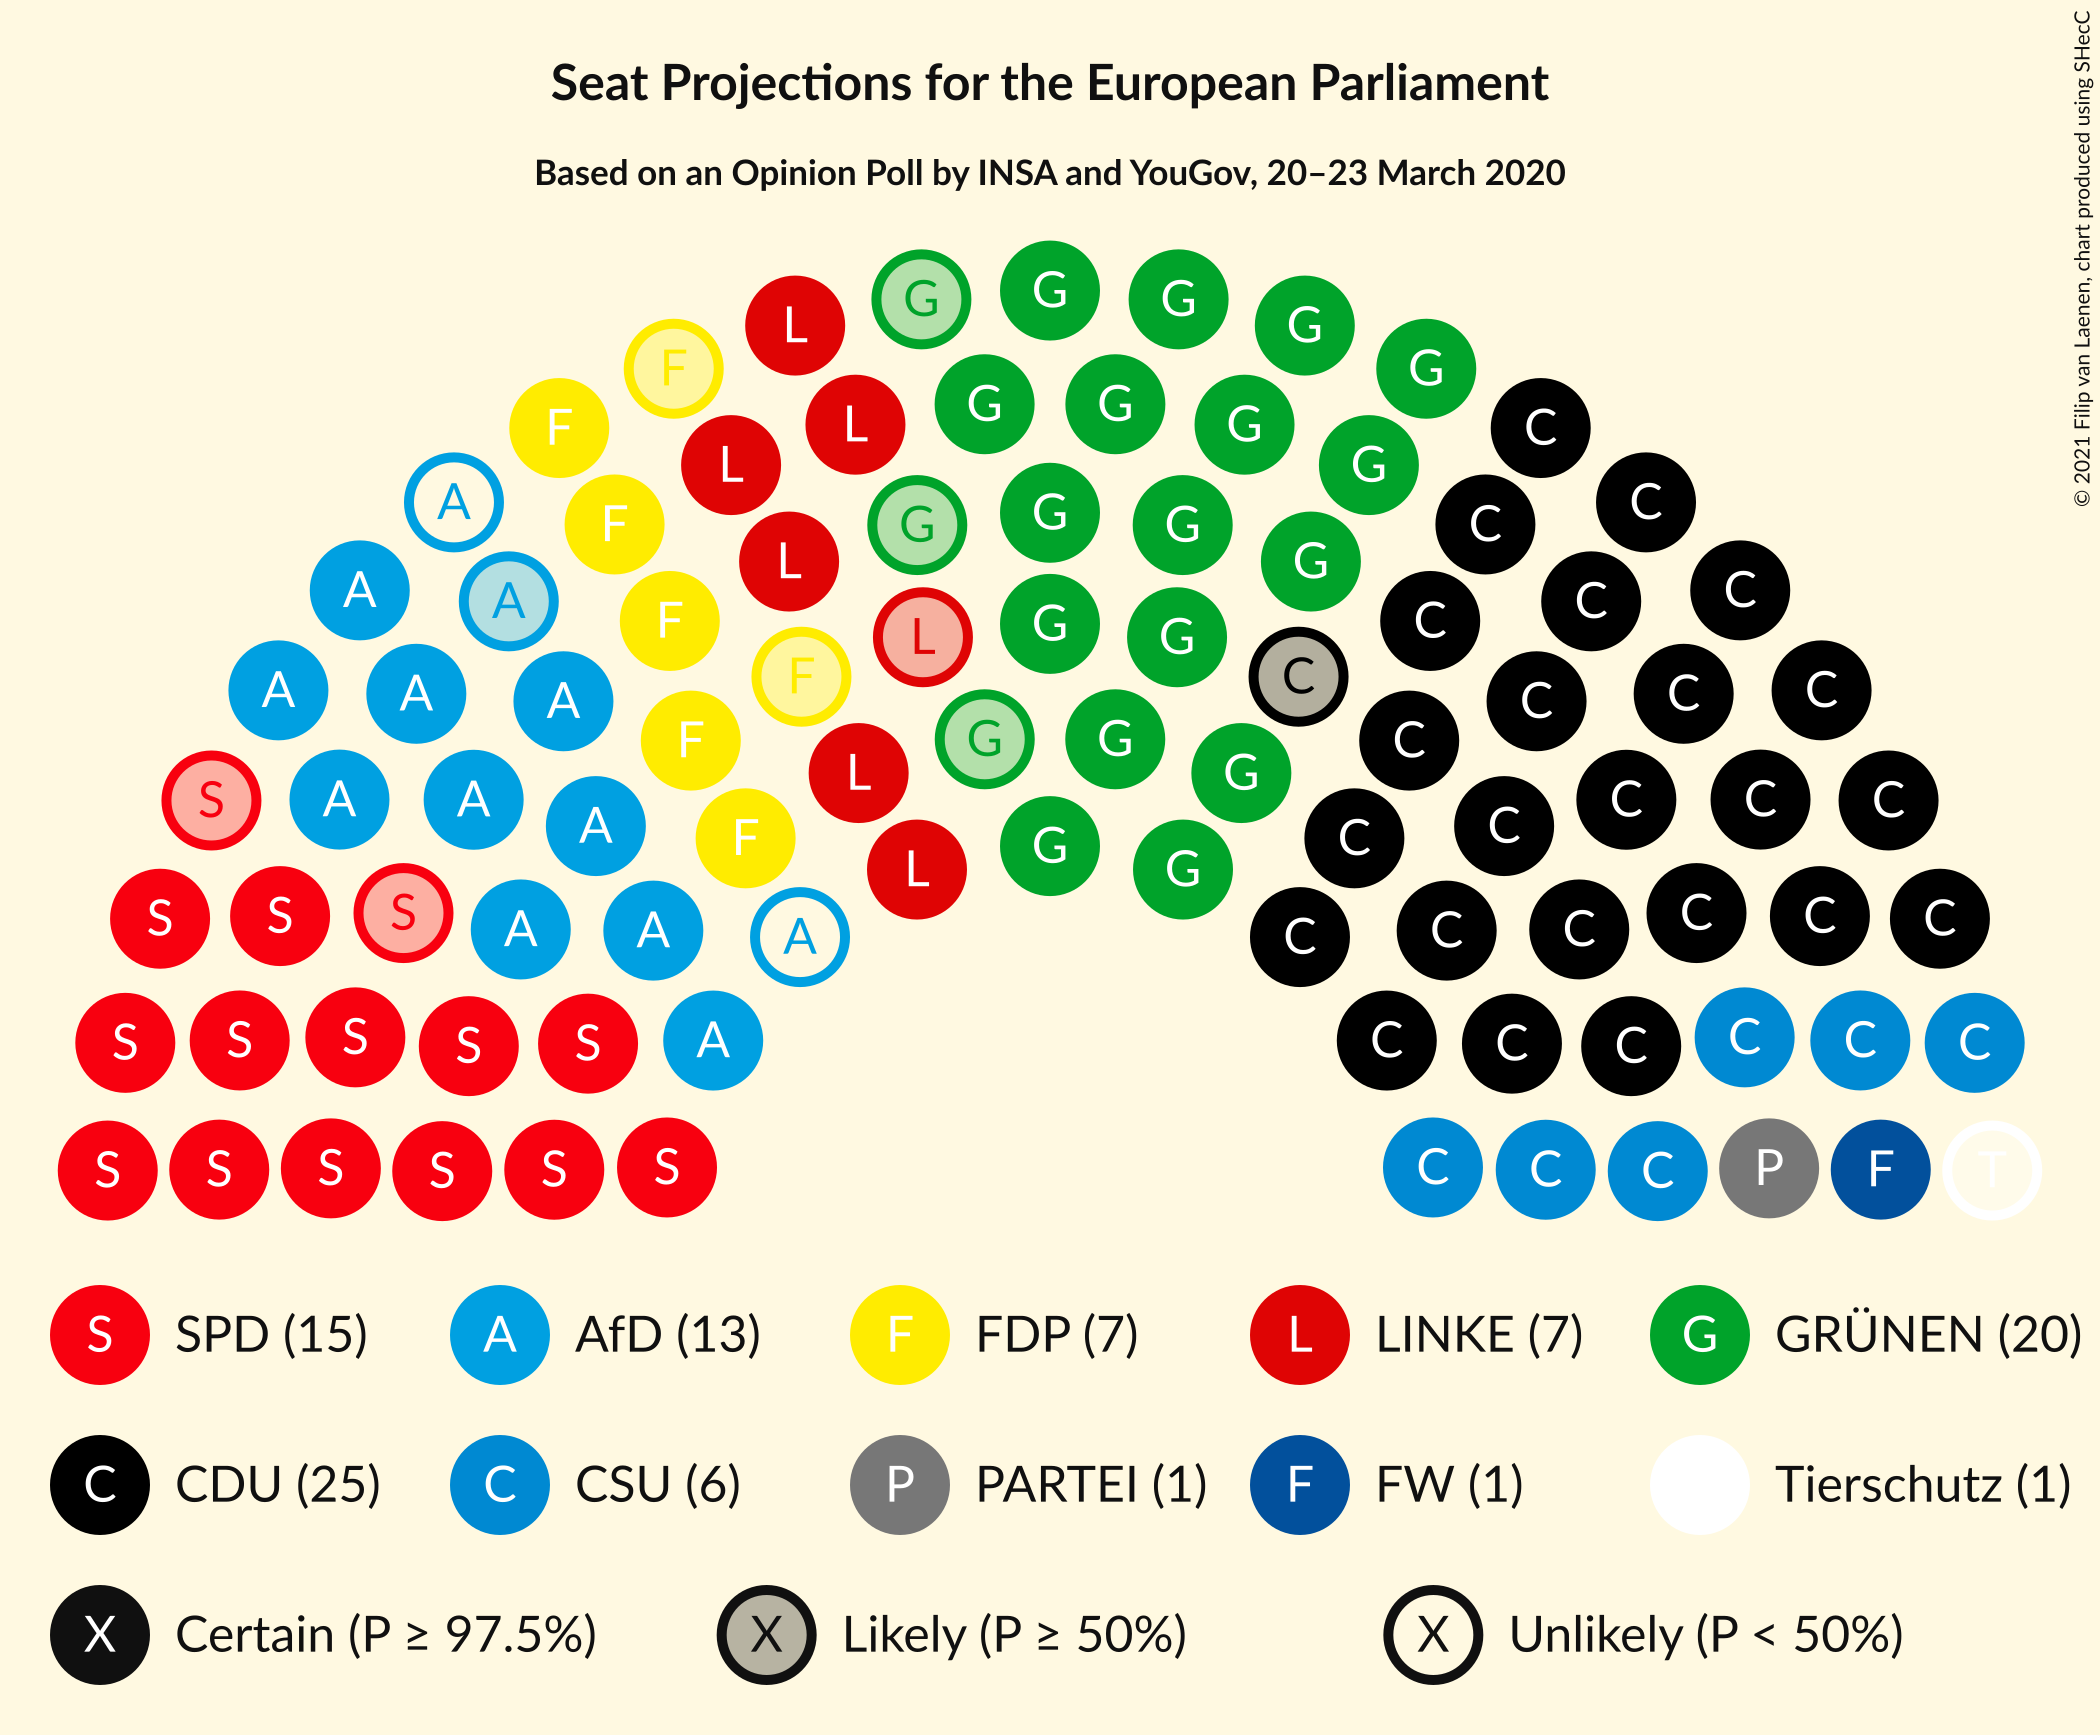 Seat Projections for the European Parliament
Based on an Opinion Poll by INSA and YouGov, 20–23 March 2020
© 2021 Filip van Laenen, chart produced using SHecC
G
G G
L G
F G
F L G C
A F L G G C
A F L G G C
A A F L G G G C C
A A A F F L G G C C C C C
S A A A F L G G G C C C C C
S S S A A A L G G C C C C C C
S S S S S A C C C C C C
S S S S S S C C C P F T
S SPD (15) A AfD (13) F FDP (7) L LINKE (7) G GRÜNEN (20)
C CDU (25) C CSU (6) P PARTEI (1) F FW (1) Tierschutz (1)
X Certain (P ≥ 97.5%) X Likely (P ≥ 50%) X Unlikely (P < 50%)